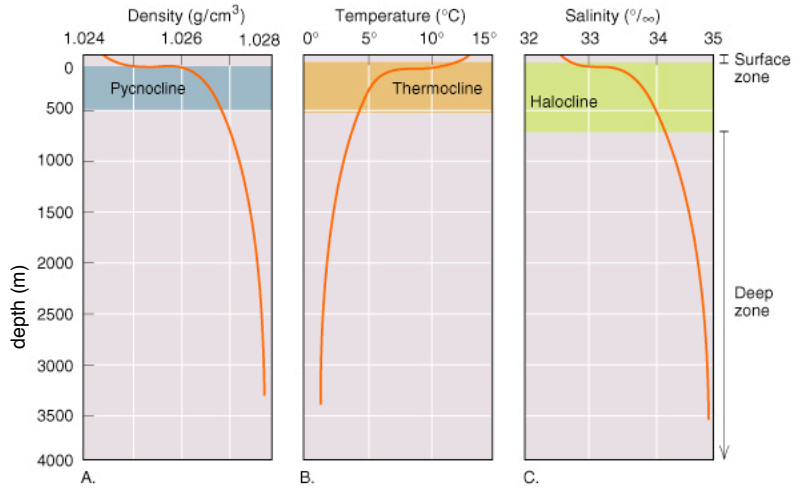 Density (g/cm³)
1.024 1.026 1.028
Temperature (°C)
0° 5° 10° 15°
Salinity (°/∞)
32 33 34 35
0
500
1000
1500
2000
2500
3000
3500
4000
depth (m)
Pycnocline
Thermocline
Halocline
Surface
zone
Deep
zone
A.
B.
C.